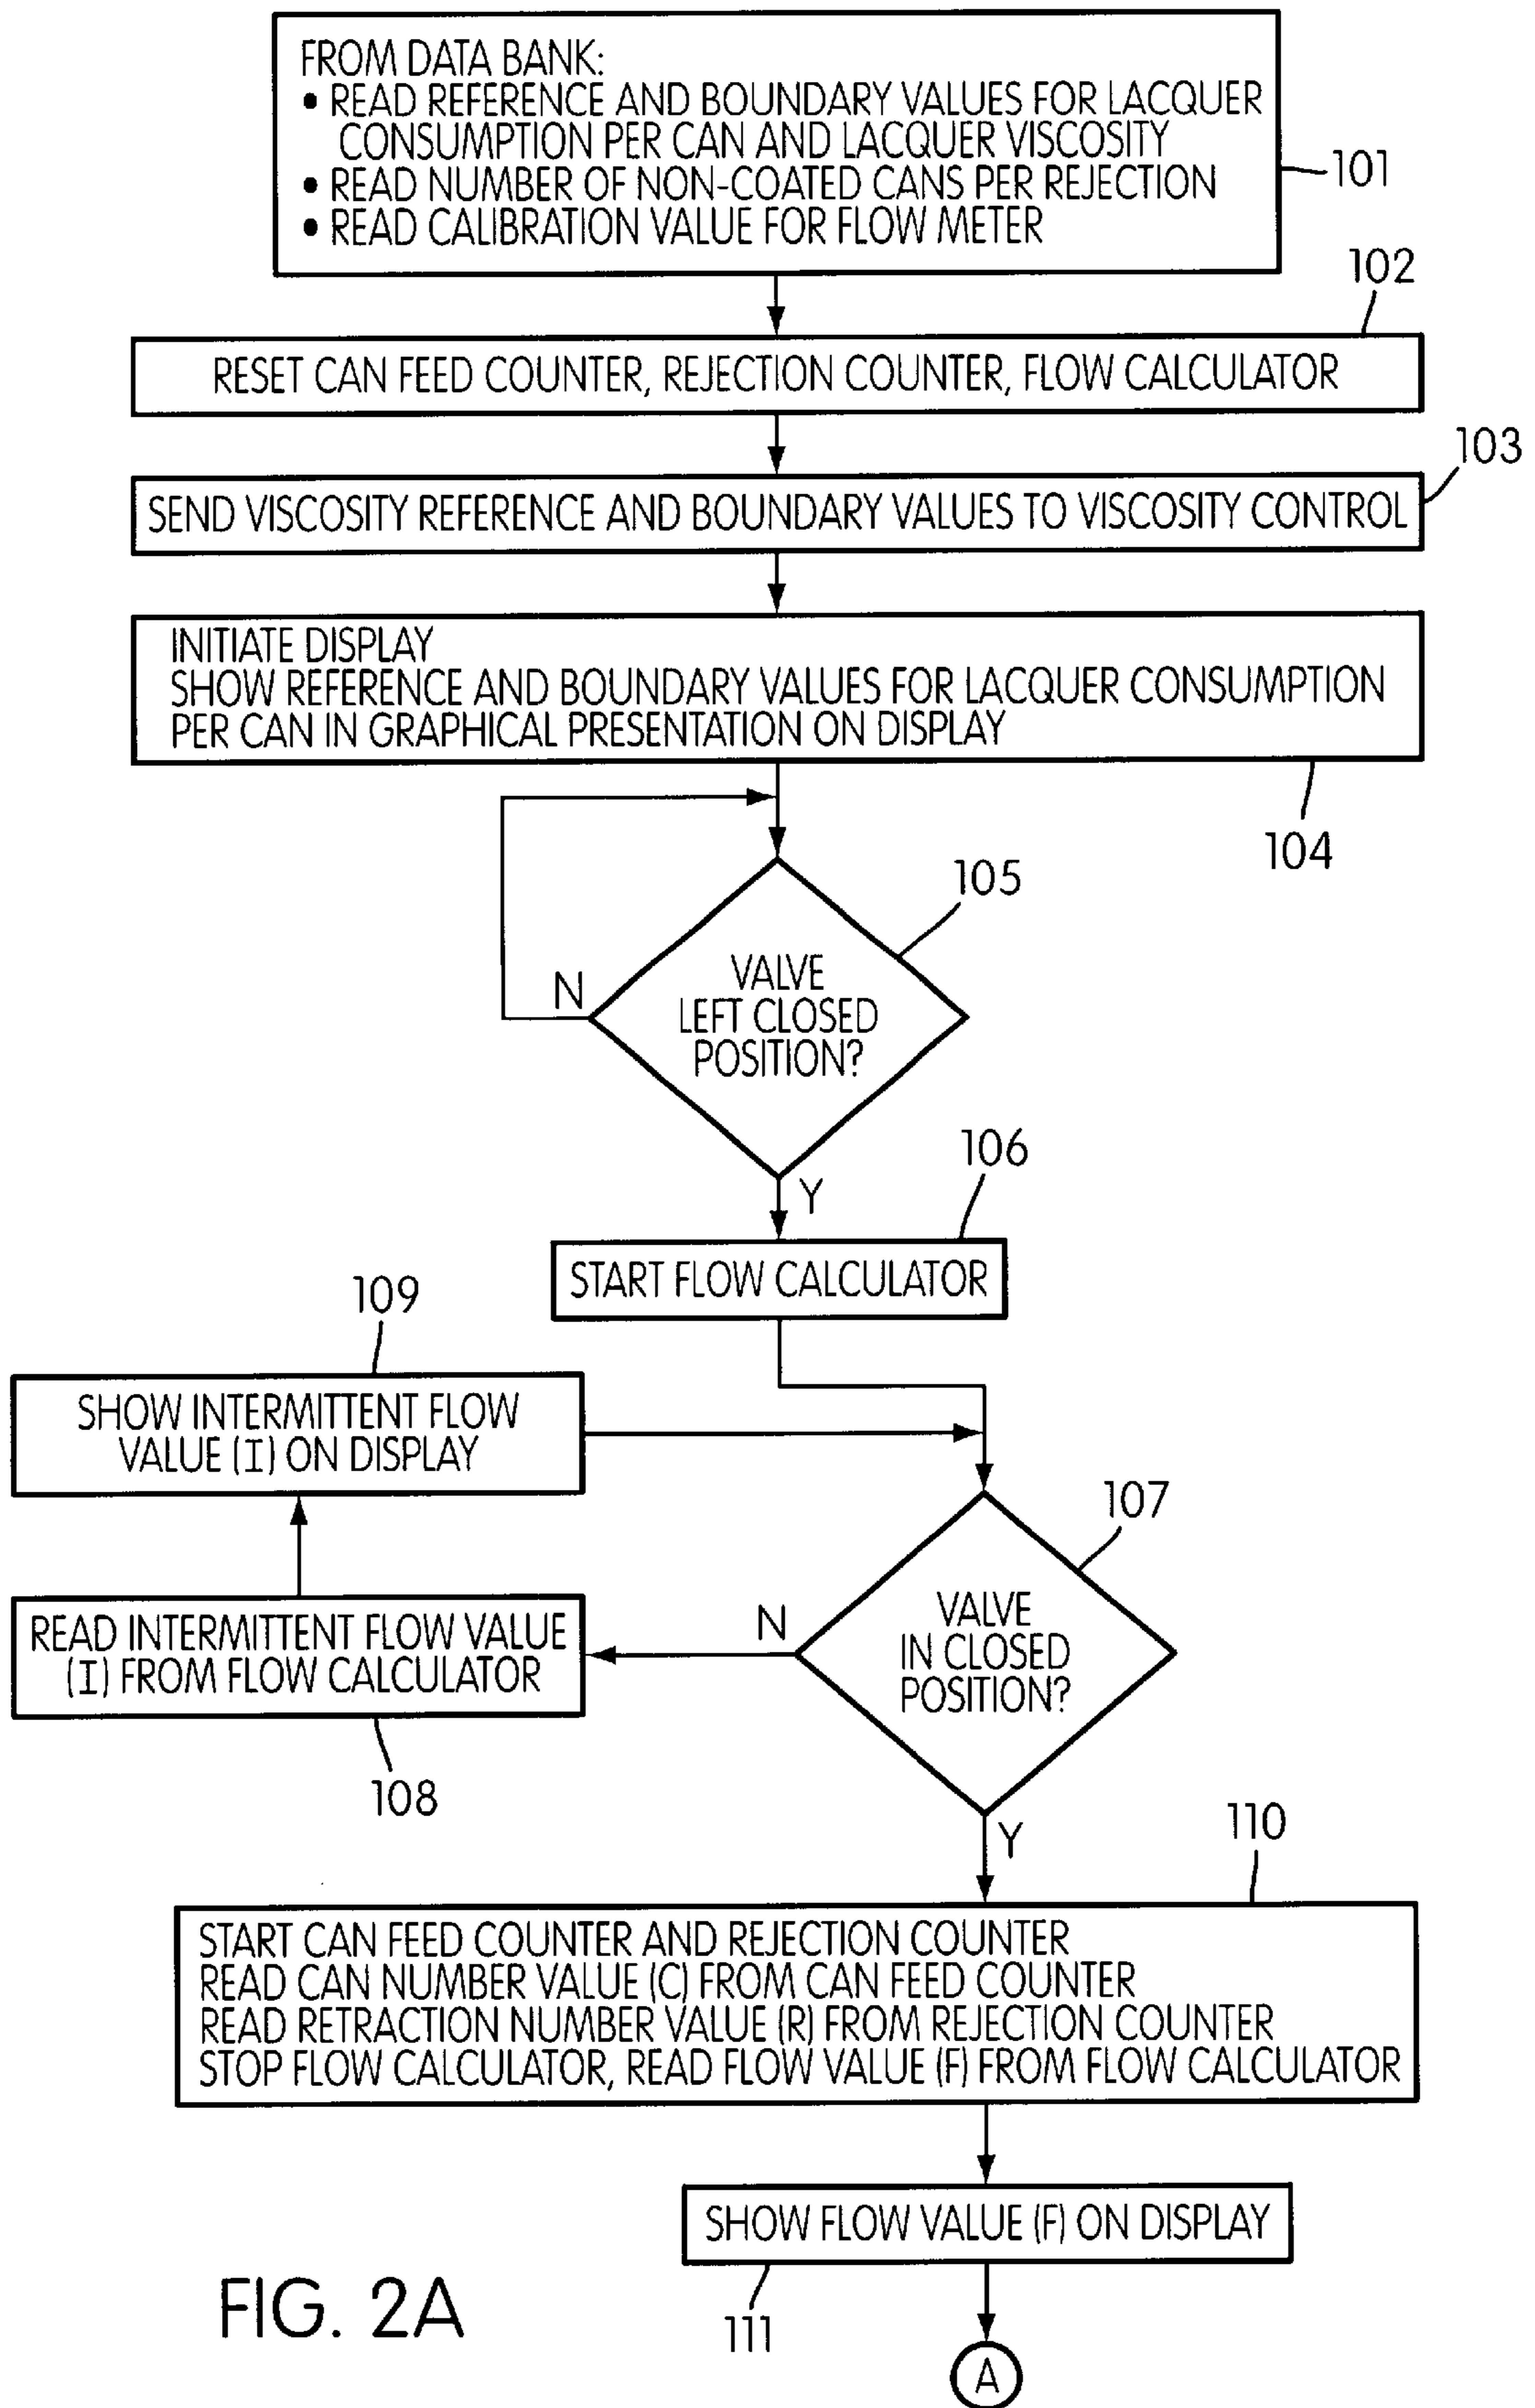 FROM DATA BANK:
• READ REFERENCE AND BOUNDARY VALUES FOR LACQUER
CONSUMPTION PER CAN AND LACQUER VISCOSITY
• READ NUMBER OF NON-COATED CANS PER REJECTION
• READ CALIBRATION VALUE FOR FLOW METER
101
102
RESET CAN FEED COUNTER, REJECTION COUNTER, FLOW CALCULATOR
103
SEND VISCOSITY REFERENCE AND BOUNDARY VALUES TO VISCOSITY CONTROL
INITIATE DISPLAY
SHOW REFERENCE AND BOUNDARY VALUES FOR LACQUER CONSUMPTION
PER CAN IN GRAPHICAL PRESENTATION ON DISPLAY
104
105
VALVE
LEFT CLOSED
POSITION?
N
Y
106
START FLOW CALCULATOR
109
SHOW INTERMITTENT FLOW
VALUE (I) ON DISPLAY
107
VALVE
IN CLOSED
POSITION?
N
READ INTERMITTENT FLOW VALUE
(I) FROM FLOW CALCULATOR
108
Y
110
START CAN FEED COUNTER AND REJECTION COUNTER
READ CAN NUMBER VALUE (C) FROM CAN FEED COUNTER
READ RETRACTION NUMBER VALUE (R) FROM REJECTION COUNTER
STOP FLOW CALCULATOR, READ FLOW VALUE (F) FROM FLOW CALCULATOR
SHOW FLOW VALUE (F) ON DISPLAY
111
A
FIG. 2A